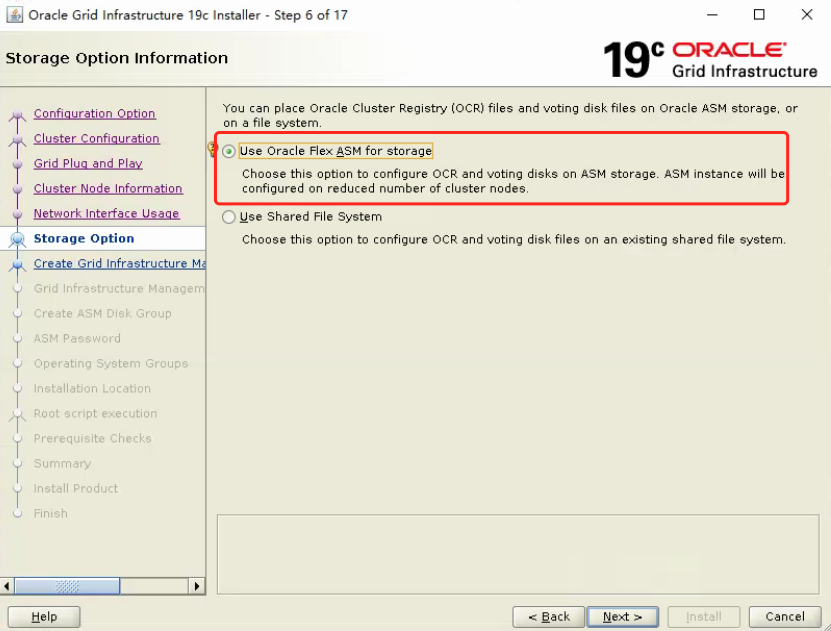 Oracle Grid Infrastructure 19c Installer - Step 6 of 17
Storage Option Information
19c ORACLE
Grid Infrastructure
Configuration Option
Cluster Configuration
Grid Plug and Play
Cluster Node Information
Network Interface Usage
Storage Option
Create Grid Infrastructure Ma
Grid Infrastructure Managem
Create ASM Disk Group
ASM Password
Operating System Groups
Installation Location
Root script execution
Prerequisite Checks
Summary
Install Product
Finish
You can place Oracle Cluster Registry (OCR) files and voting disk files on Oracle ASM storage, or
on a file system.
Use Oracle Flex ASM for storage
Choose this option to configure OCR and voting disks on ASM storage. ASM instance will be
configured on reduced number of cluster nodes.
Use Shared File System
Choose this option to configure OCR and voting disk files on an existing shared file system.
Help
< Back
Next >
Install
Cancel